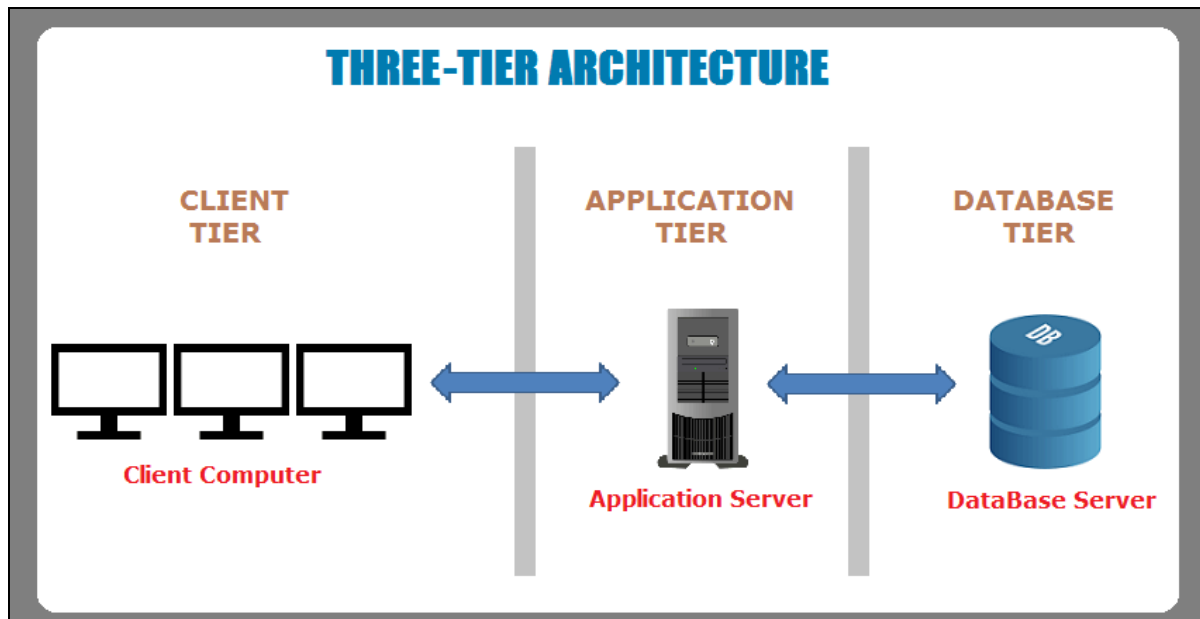 THREE-TIER ARCHITECTURE
CLIENT
TIER
APPLICATION
TIER
DATABASE
TIER
DB
Client Computer
Application Server
DataBase Server